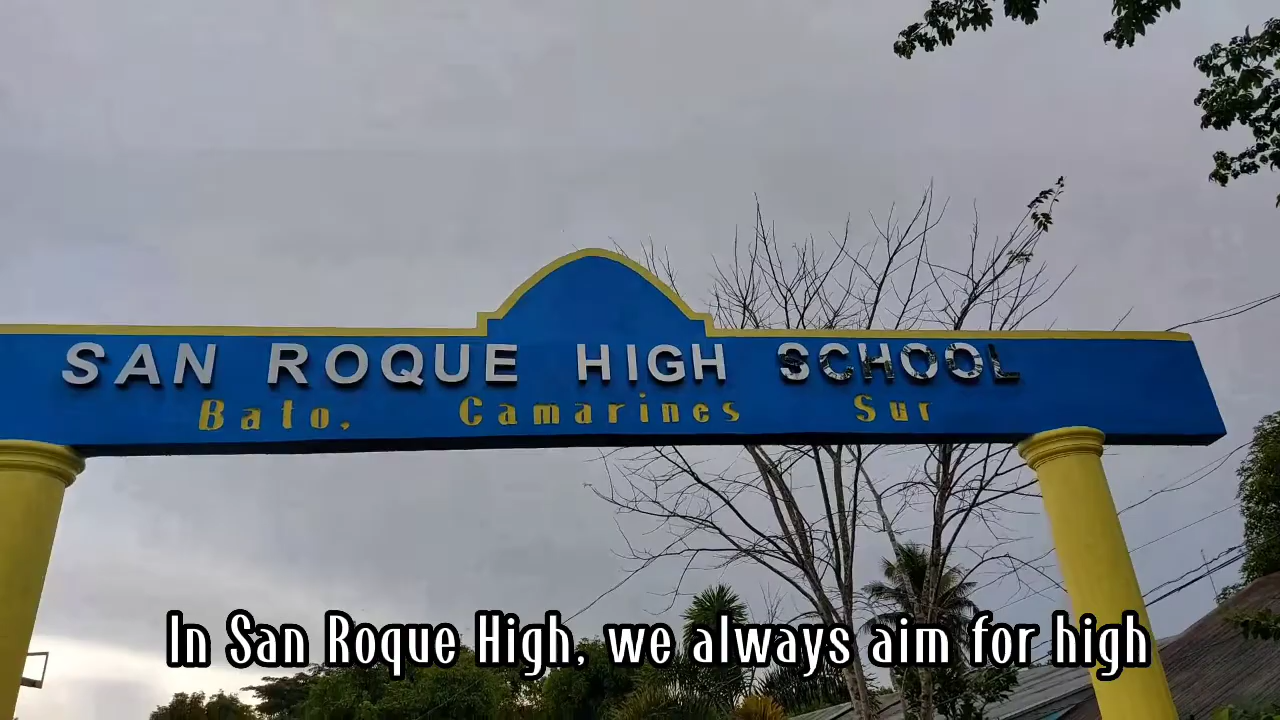 SAN ROQUE HIGH SCHOOL
Bato, Camarines Sur
In San Roque High, we always aim for high